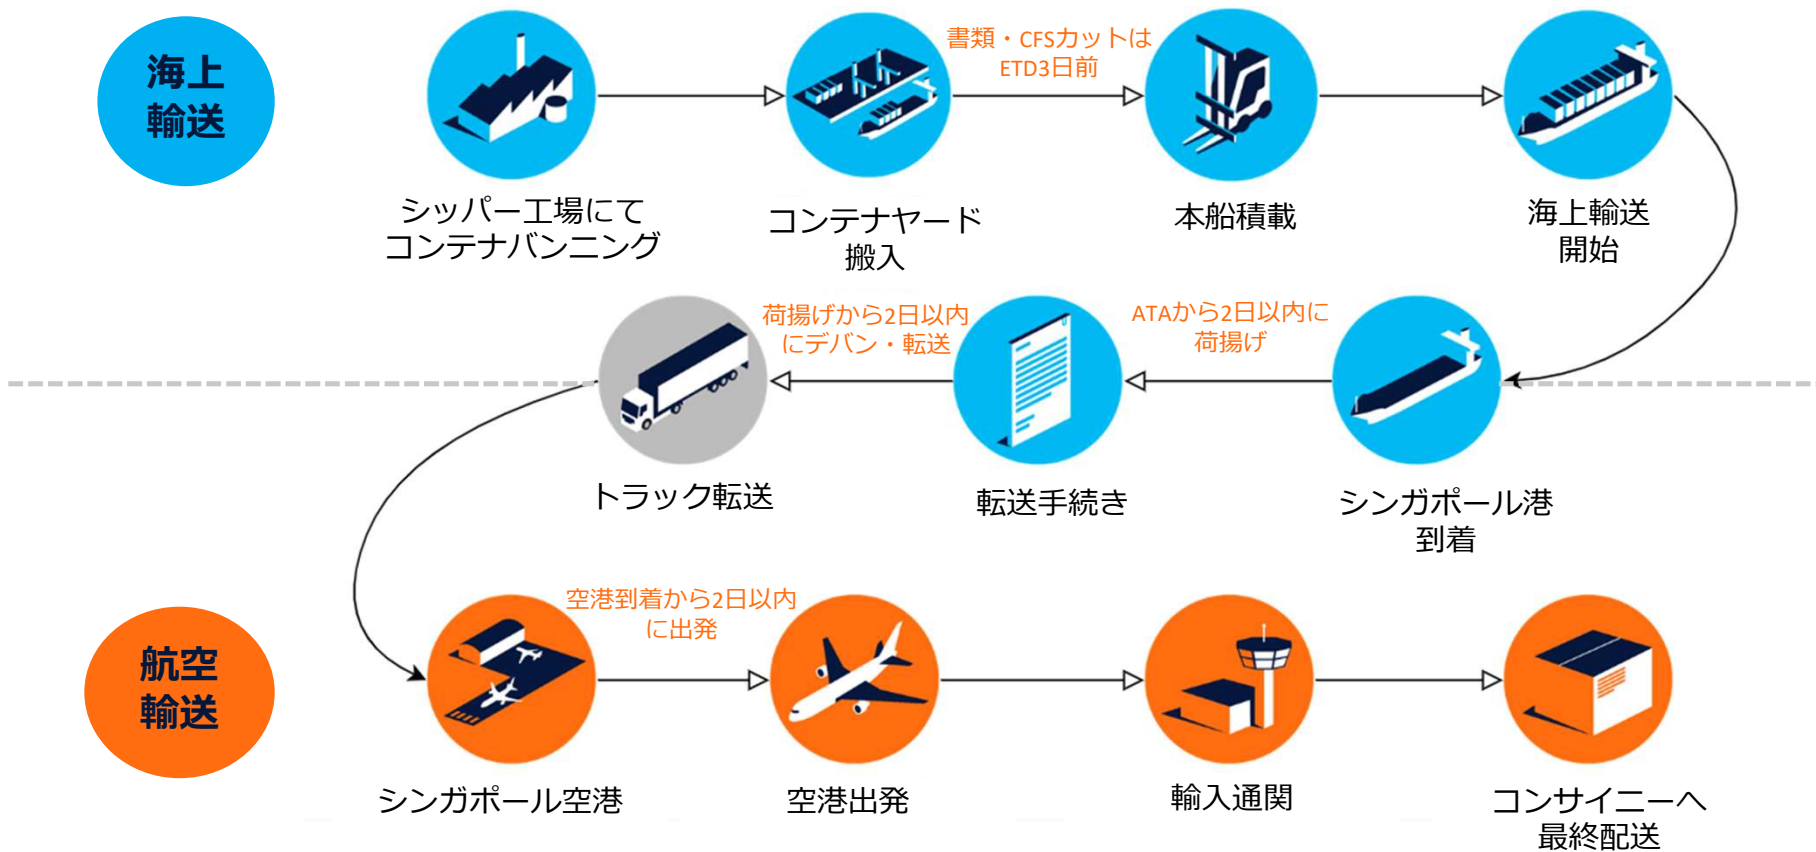 海上
輸送
書類・CFSカットは
ETD3日前
シッパー工場にて
コンテナバンニング
コンテナヤード
搬入
本船積載
海上輸送
開始
荷揚げから2日以内
にデバン・転送
ATAから2日以内に
荷揚げ
トラック転送
転送手続き
シンガポール港
到着
航空
輸送
空港到着から2日以内
に出発
シンガポール空港
空港出発
輸入通関
コンサイニーへ
最終配送